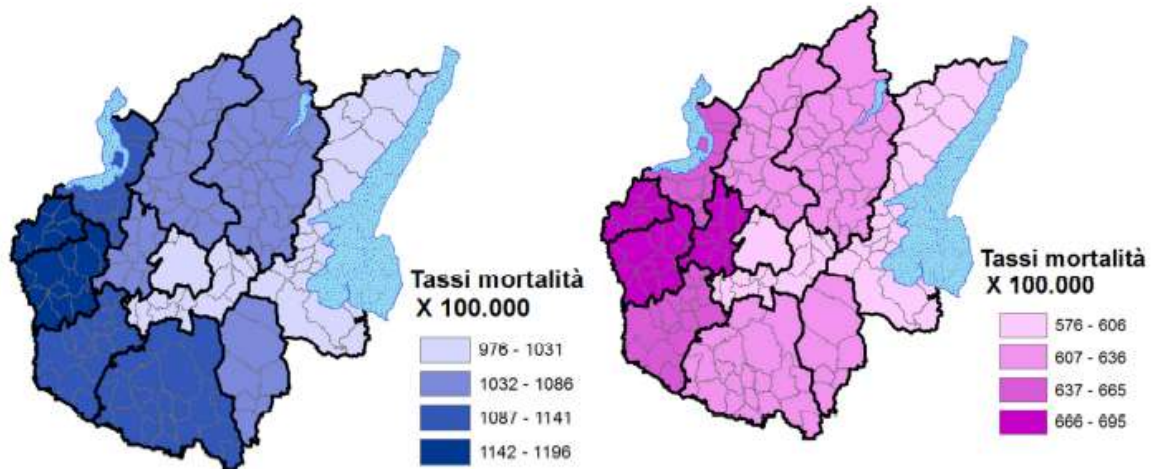 Tassi mortalità
X 100.000
976 - 1031
1032 - 1086
1087 - 1141
1142 - 1196
Tassi mortalità
X 100.000
576 - 606
607 - 636
637 - 665
666 - 695